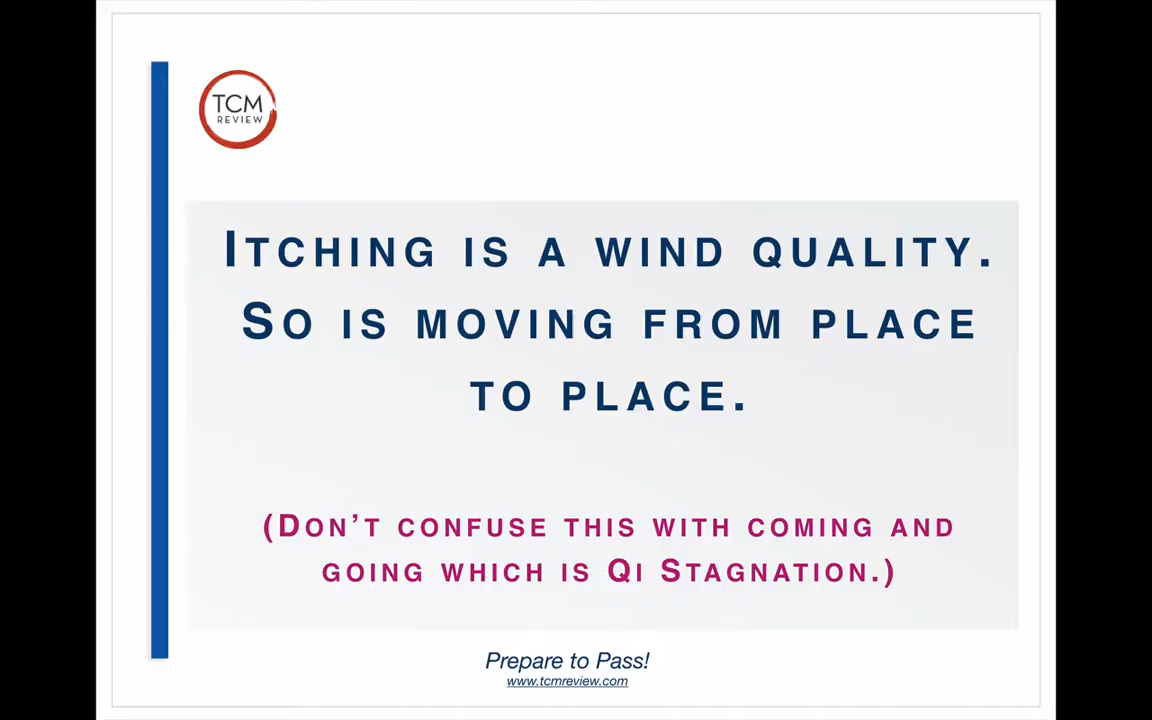 TCM
REVIEW
ITCHING IS A WIND QUALITY.
SO IS MOVING FROM PLACE
TO PLACE.
(DON'T CONFUSE THIS WITH COMING AND
GOING WHICH IS QI STAGNATION.)
Prepare to Pass!
www.tcmreview.com